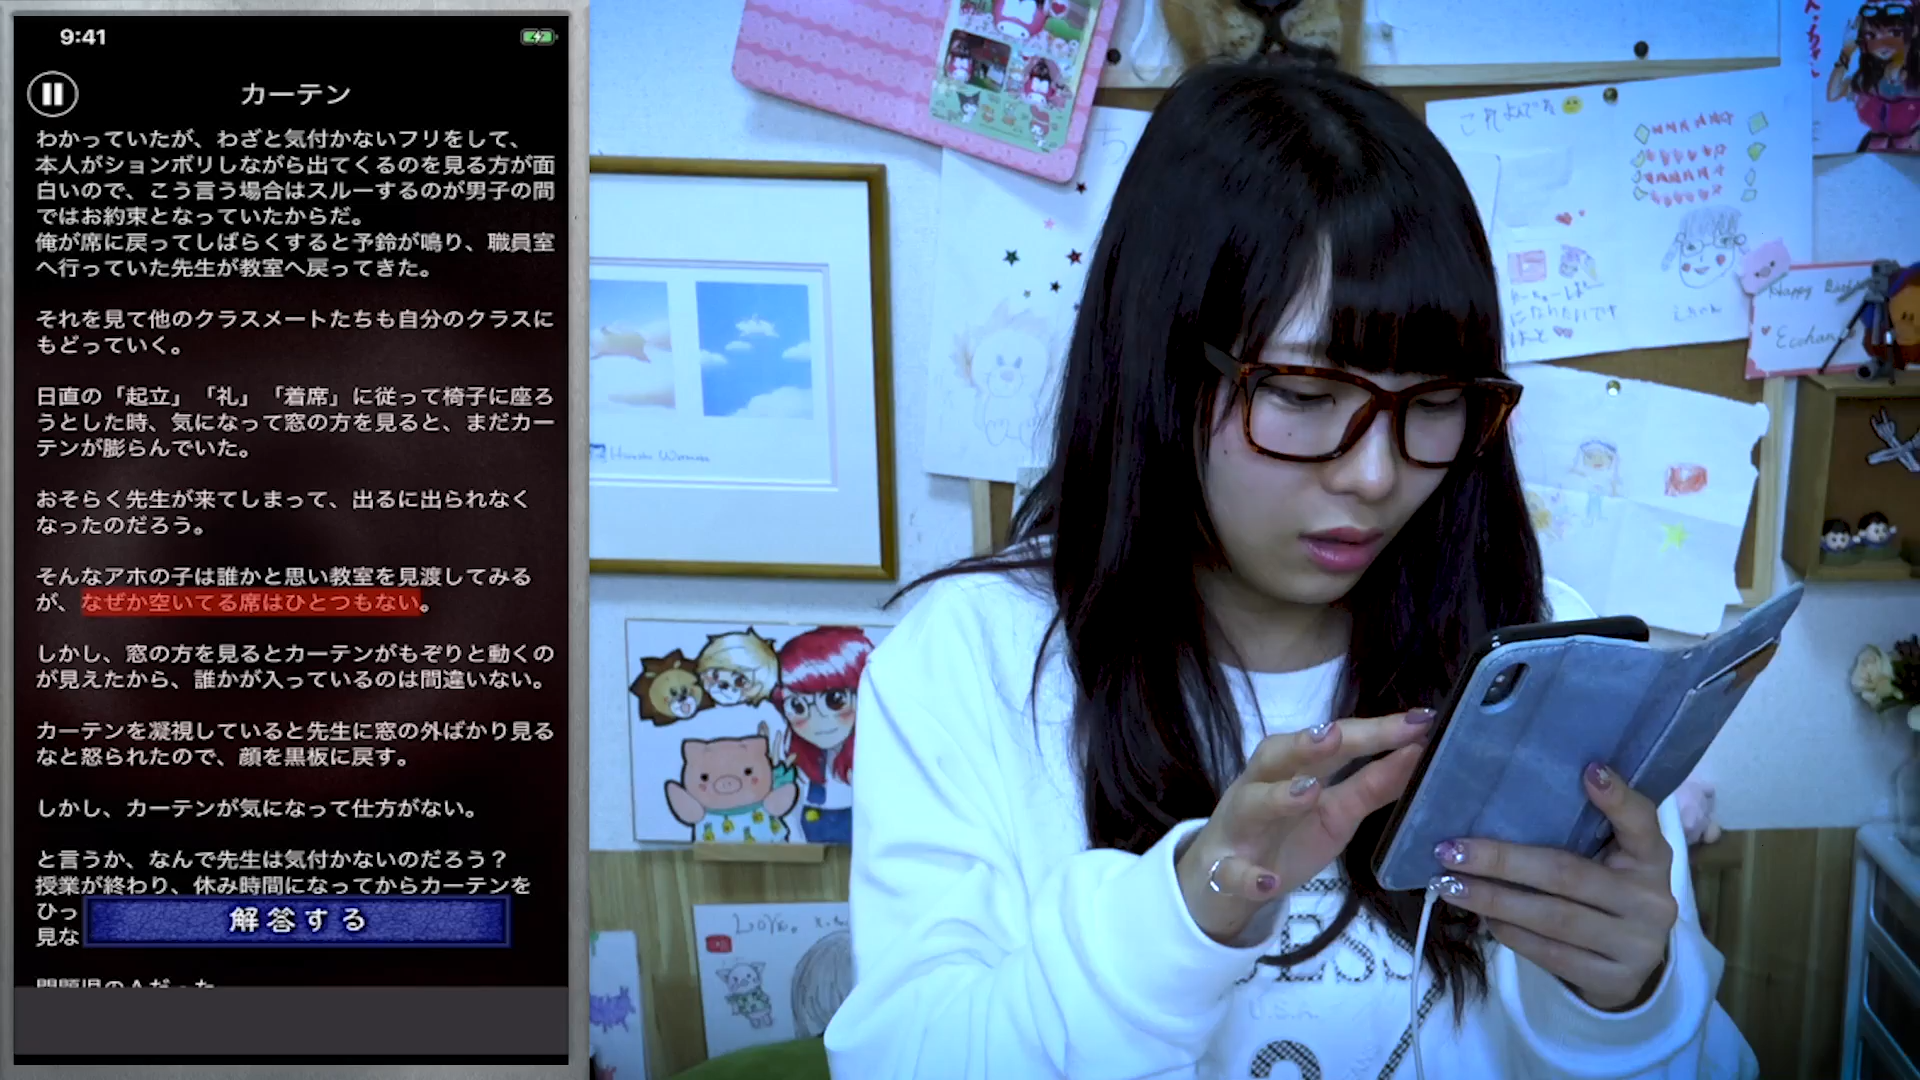 9:41
カーテン
わかっていたが、わざと気付かないフリをして、
本人がションボリしながら出てくるのを見る方が面
白いので、こう言う場合はスルーするのが男子の間
ではお約束となっていたからだ。
俺が席に戻ってしばらくすると予鈴が鳴り、職員室
へ行っていた先生が教室へ戻ってきた。
それを見て他のクラスメートたちも自分のクラスに
もどっていく。
日直の「起立」「礼」「着席」に従って椅子に座ろ
うとした時、気になって窓の方を見ると、まだカー
テンが膨らんでいた。
おそらく先生が来てしまって、出るに出られなく
なったのだろう。
そんなアホの子は誰かと思い教室を見渡してみる
が、なぜか空いてる席はひとつもない。
しかし、窓の方を見るとカーテンがもぞりと動くの
が見えたから、誰かが入っているのは間違いない。
カーテンを凝視していると先生に窓の外ばかり見る
なと怒られたので、顔を黒板に戻す。
しかし、カーテンが気になって仕方がない。
と言うか、なんで先生は気付かないのだろう？
授業が終わり、休み時間になってからカーテンを
ひっ
見な
解答する
問題児のAだった
これよんでね
Happy
Ecohan
LOVE
ESS
U.S.A.